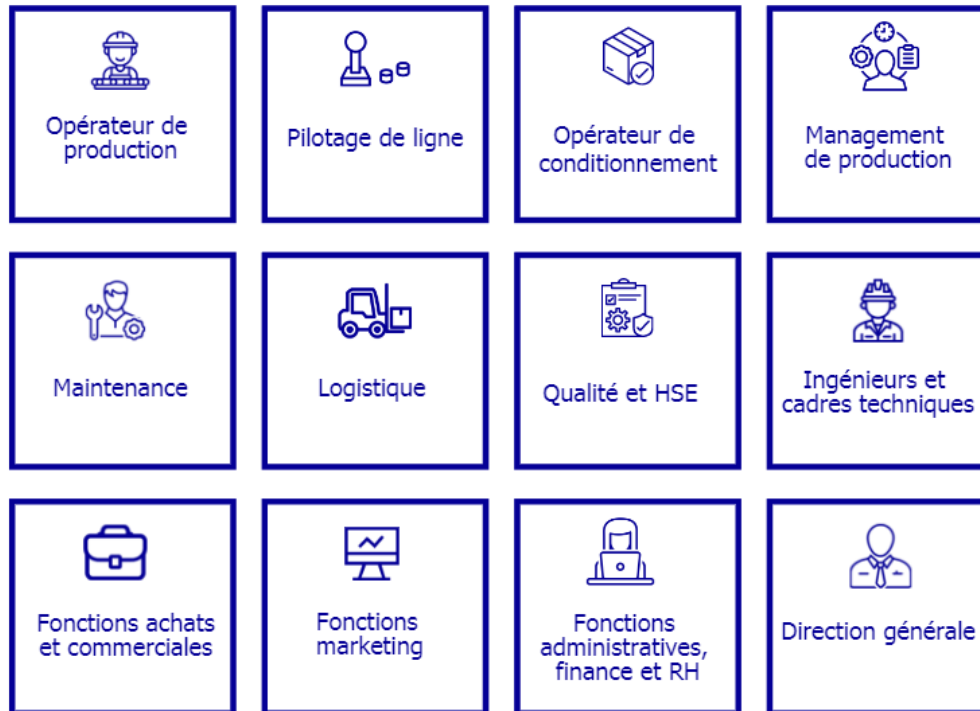 Opérateur de
production
Pilotage de ligne
Opérateur de
conditionnement
Management
de production
Maintenance
Logistique
Qualité et HSE
Ingénieurs et
cadres techniques
Fonctions achats
et commerciales
Fonctions
marketing
Fonctions
administratives,
finance et RH
Direction générale